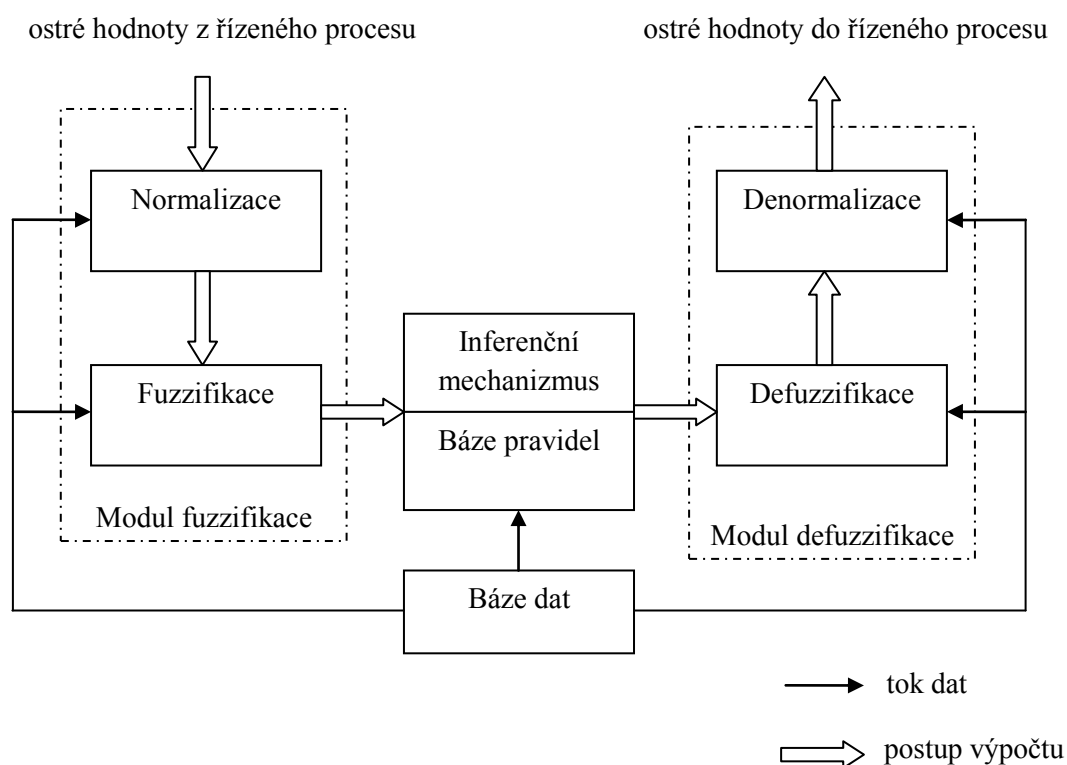 ostré hodnoty z řízeného procesu
ostré hodnoty do řízeného procesu
Normalizace
Denormalizace
Fuzzifikace
Inferenční
mechanizmus
Báze pravidel
Defuzzifikace
Modul fuzzifikace
Modul defuzzifikace
Báze dat
tok dat
postup výpočtu